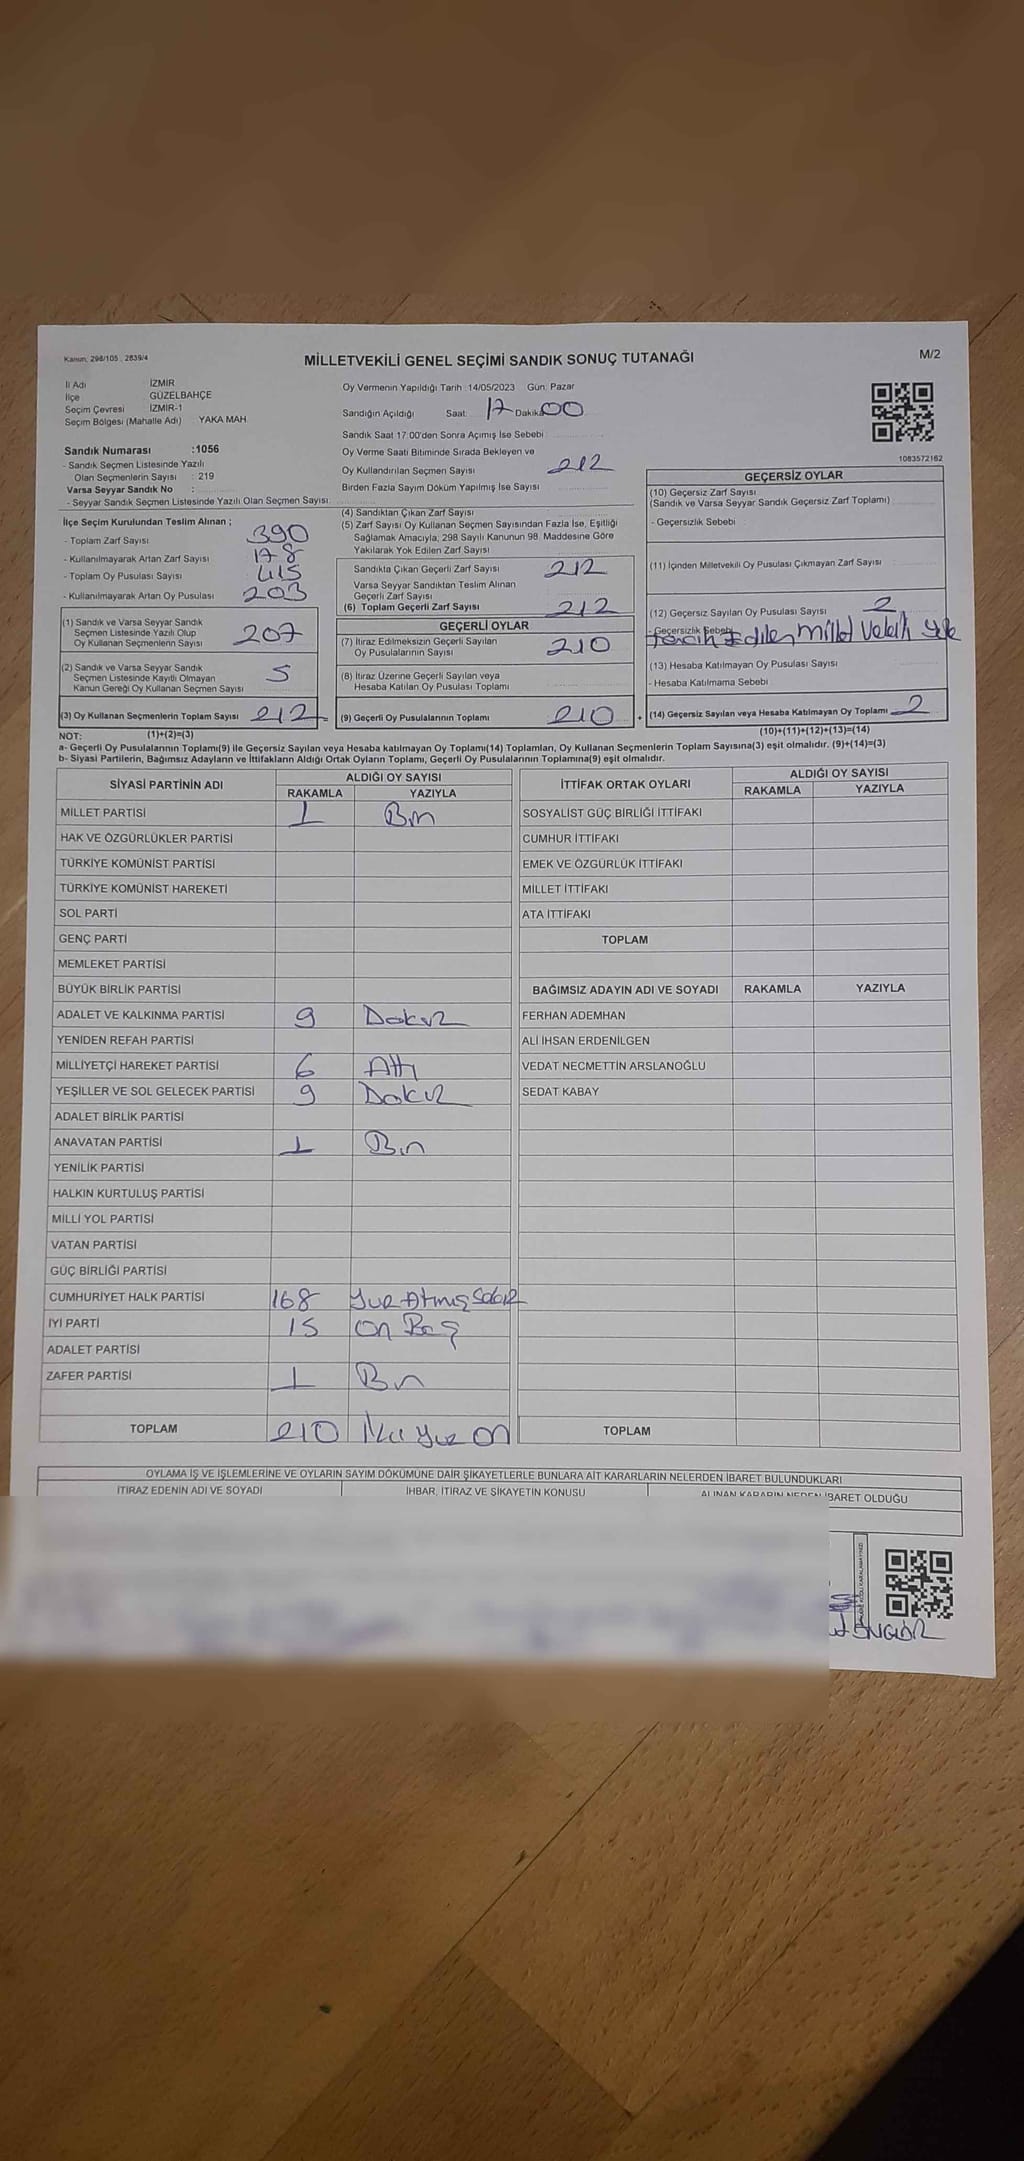 Kanun, 298/105 , 2839/4
MİLLETVEKİLİ GENEL SEÇİMİ SANDIK SONUÇ TUTANAĞI
M/2
İl Adı İZMİR
İlçe GÜZELBAHÇE
Seçim Çevresi İZMİR-1
Seçim Bölgesi (Mahalle Adı) : YAKA MAH.
Oy Vermenin Yapıldığı Tarih :14/05/2023 Gün: Pazar
Sandığın Açıldığı Saat: 17 Dakika 00
Sandık Saat 17:00'den Sonra Açımış İse Sebebi :
Sandık Numarası :1056
- Sandık Seçmen Listesinde Yazılı
Olan Seçmenlerin Sayısı : 219
Varsa Seyyar Sandık No :
- Seyyar Sandık Seçmen Listesinde Yazılı Olan Seçmen Sayısı:
Oy Verme Saati Bitiminde Sırada Bekleyen ve
Oy Kullandırılan Seçmen Sayısı 212
Birden Fazla Sayım Döküm Yapılmış İse Sayısı
1083572162
İlçe Seçim Kurulundan Teslim Alınan ;
- Toplam Zarf Sayısı 390
- Kullanılmayarak Artan Zarf Sayısı 178
- Toplam Oy Pusulası Sayısı 415
- Kullanılmayarak Artan Oy Pusulası 203
(1) Sandık ve Varsa Seyyar Sandık
Seçmen Listesinde Yazılı Olup
Oy Kullanan Seçmenlerin Sayısı 207
(2) Sandık ve Varsa Seyyar Sandık
Seçmen Listesinde Kayıtlı Olmayan
Kanun Gereği Oy Kullanan Seçmen Sayısı 5
(3) Oy Kullanan Seçmenlerin Toplam Sayısı 212
(4) Sandıktan Çıkan Zarf Sayısı
(5) Zarf Sayısı Oy Kullanan Seçmen Sayısından Fazla İse, Eşitliği
Sağlamak Amacıyla, 298 Sayılı Kanunun 98. Maddesine Göre
Yakılarak Yok Edilen Zarf Sayısı
Sandıkta Çıkan Geçerli Zarf Sayısı 212
Varsa Seyyar Sandıktan Teslim Alınan
Geçerli Zarf Sayısı
(6) Toplam Geçerli Zarf Sayısı 212
GEÇERLİ OYLAR
(7) İtiraz Edilmeksizin Geçerli Sayılan
Oy Pusulalarının Sayısı 210
(8) İtiraz Üzerine Geçerli Sayılan veya
Hesaba Katılan Oy Pusulası Toplamı
(9) Geçerli Oy Pusulalarının Toplamı 210
GEÇERSİZ OYLAR
(10) Geçersiz Zarf Sayısı
(Sandık ve Varsa Seyyar Sandık Geçersiz Zarf Toplamı)
- Geçersizlik Sebebi
(11) İçinden Milletvekili Oy Pusulası Çıkmayan Zarf Sayısı
(12) Geçersiz Sayılan Oy Pusulası Sayısı 2
- Geçersizlik Sebebi
Tercih Edilen Millet Vekili Yok
(13) Hesaba Katılmayan Oy Pusulası Sayısı
- Hesaba Katılmama Sebebi
+ (14) Geçersiz Sayılan veya Hesaba Katılmayan Oy Toplamı 2
NOT: (1)+(2)=(3)
(10)+(11)+(12)+(13)=(14)
a- Geçerli Oy Pusulalarının Toplamı(9) ile Geçersiz Sayılan veya Hesaba katılmayan Oy Toplamı(14) Toplamları, Oy Kullanan Seçmenlerin Toplam Sayısına(3) eşit olmalıdır. (9)+(14)=(3)
b- Siyasi Partilerin, Bağımsız Adayların ve İttifakların Aldığı Ortak Oyların Toplamı, Geçerli Oy Pusulalarının Toplamına(9) eşit olmalıdır.
SİYASİ PARTİNİN ADI ALDIĞI OY SAYISI
RAKAMLA YAZIYLA
MİLLET PARTİSİ 1 Bir
HAK VE ÖZGÜRLÜKLER PARTİSİ
TÜRKİYE KOMÜNİST PARTİSİ
TÜRKİYE KOMÜNİST HAREKETİ
SOL PARTİ
GENÇ PARTİ
MEMLEKET PARTİSİ
BÜYÜK BİRLİK PARTİSİ
ADALET VE KALKINMA PARTİSİ 9 Dokuz
YENİDEN REFAH PARTİSİ
MİLLİYETÇİ HAREKET PARTİSİ 6 Altı
YEŞİLLER VE SOL GELECEK PARTİSİ 9 Dokuz
ADALET BİRLİK PARTİSİ
ANAVATAN PARTİSİ 1 Bir
YENİLİK PARTİSİ
HALKIN KURTULUŞ PARTİSİ
MİLLİ YOL PARTİSİ
VATAN PARTİSİ
GÜÇ BİRLİĞİ PARTİSİ
CUMHURİYET HALK PARTİSİ 168 Yüz Atmış Sekiz
İYİ PARTİ 15 On Beş
ADALET PARTİSİ
ZAFER PARTİSİ 1 Bir
TOPLAM 210 İki yüz on
İTTİFAK ORTAK OYLARI ALDIĞI OY SAYISI
RAKAMLA YAZIYLA
SOSYALİST GÜÇ BİRLİĞİ İTTİFAKI
CUMHUR İTTİFAKI
EMEK VE ÖZGÜRLÜK İTTİFAKI
MİLLET İTTİFAKI
ATA İTTİFAKI
TOPLAM
BAĞIMSIZ ADAYIN ADI VE SOYADI RAKAMLA YAZIYLA
FERHAN ADEMHAN
ALİ İHSAN ERDENİLGEN
VEDAT NECMETTİN ARSLANOĞLU
SEDAT KABAY
TOPLAM
OYLAMA İŞ VE İŞLEMLERİNE VE OYLARIN SAYIM DÖKÜMÜNE DAİR ŞİKAYETLERLE BUNLARA AİT KARARLARIN NELERDEN İBARET BULUNDUKLARI
İTİRAZ EDENİN ADI VE SOYADI İHBAR, İTİRAZ VE ŞİKAYETİN KONUSU ALINAN KARARIN NEDEN İBARET OLDUĞU